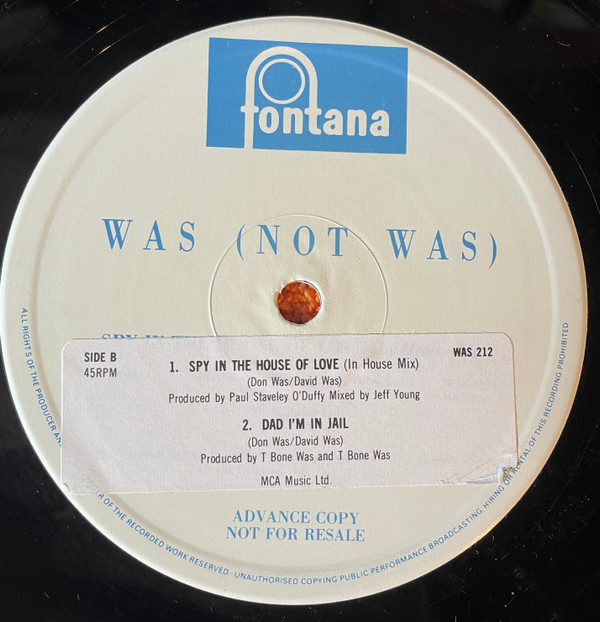 fontana
WAS (NOT WAS)
SIDE B
45RPM
WAS 212
1. SPY IN THE HOUSE OF LOVE (In House Mix)
(Don Was/David Was)
Produced by Paul Staveley O'Duffy Mixed by Jeff Young
2. DAD I'M IN JAIL
(Don Was/David Was)
Produced by T Bone Was and T Bone Was
MCA Music Ltd.
ADVANCE COPY
NOT FOR RESALE
ALL RIGHTS OF THE PRODUCER AND OF THE RECORDED WORK RESERVED UNAUTHORISED COPYING PUBLIC PERFORMANCE BROADCASTING HIRING OR RENTAL OF THIS RECORDING PROHIBITED